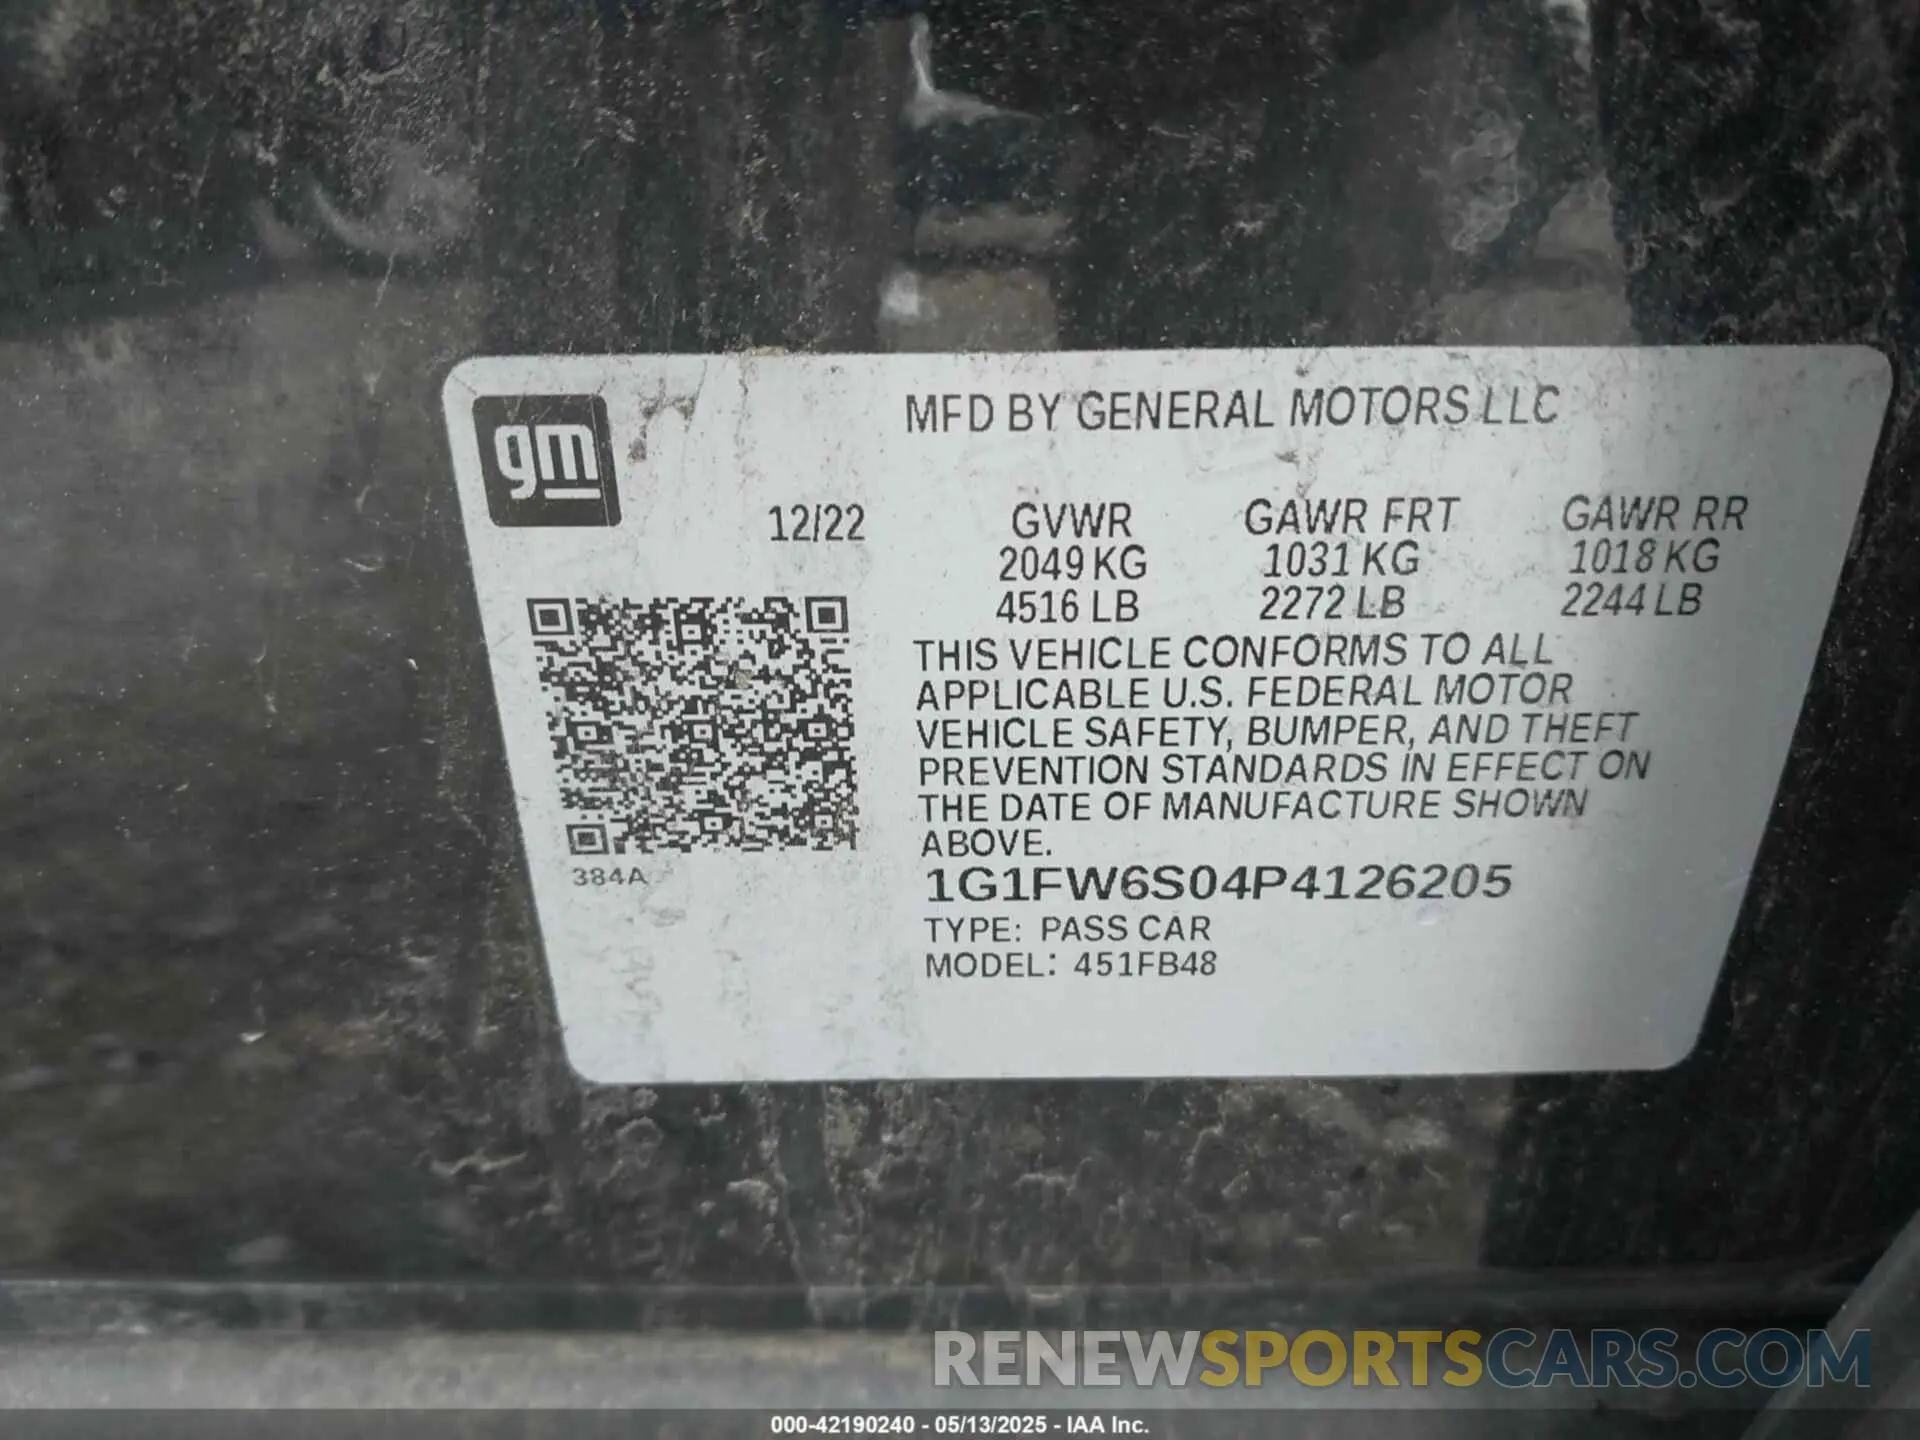 gm
MFD BY GENERAL MOTORS LLC
12/22 GVWR GAWR FRT GAWR RR
2049 KG 1031 KG 1018 KG
4516 LB 2272 LB 2244 LB
THIS VEHICLE CONFORMS TO ALL
APPLICABLE U.S. FEDERAL MOTOR
VEHICLE SAFETY, BUMPER, AND THEFT
PREVENTION STANDARDS IN EFFECT ON
THE DATE OF MANUFACTURE SHOWN
ABOVE.
384A
1G1FW6S04P4126205
TYPE: PASS CAR
MODEL: 451FB48
RENEWSPORTSCARS.COM
000-42190240 - 05/13/2025 - IAA Inc.